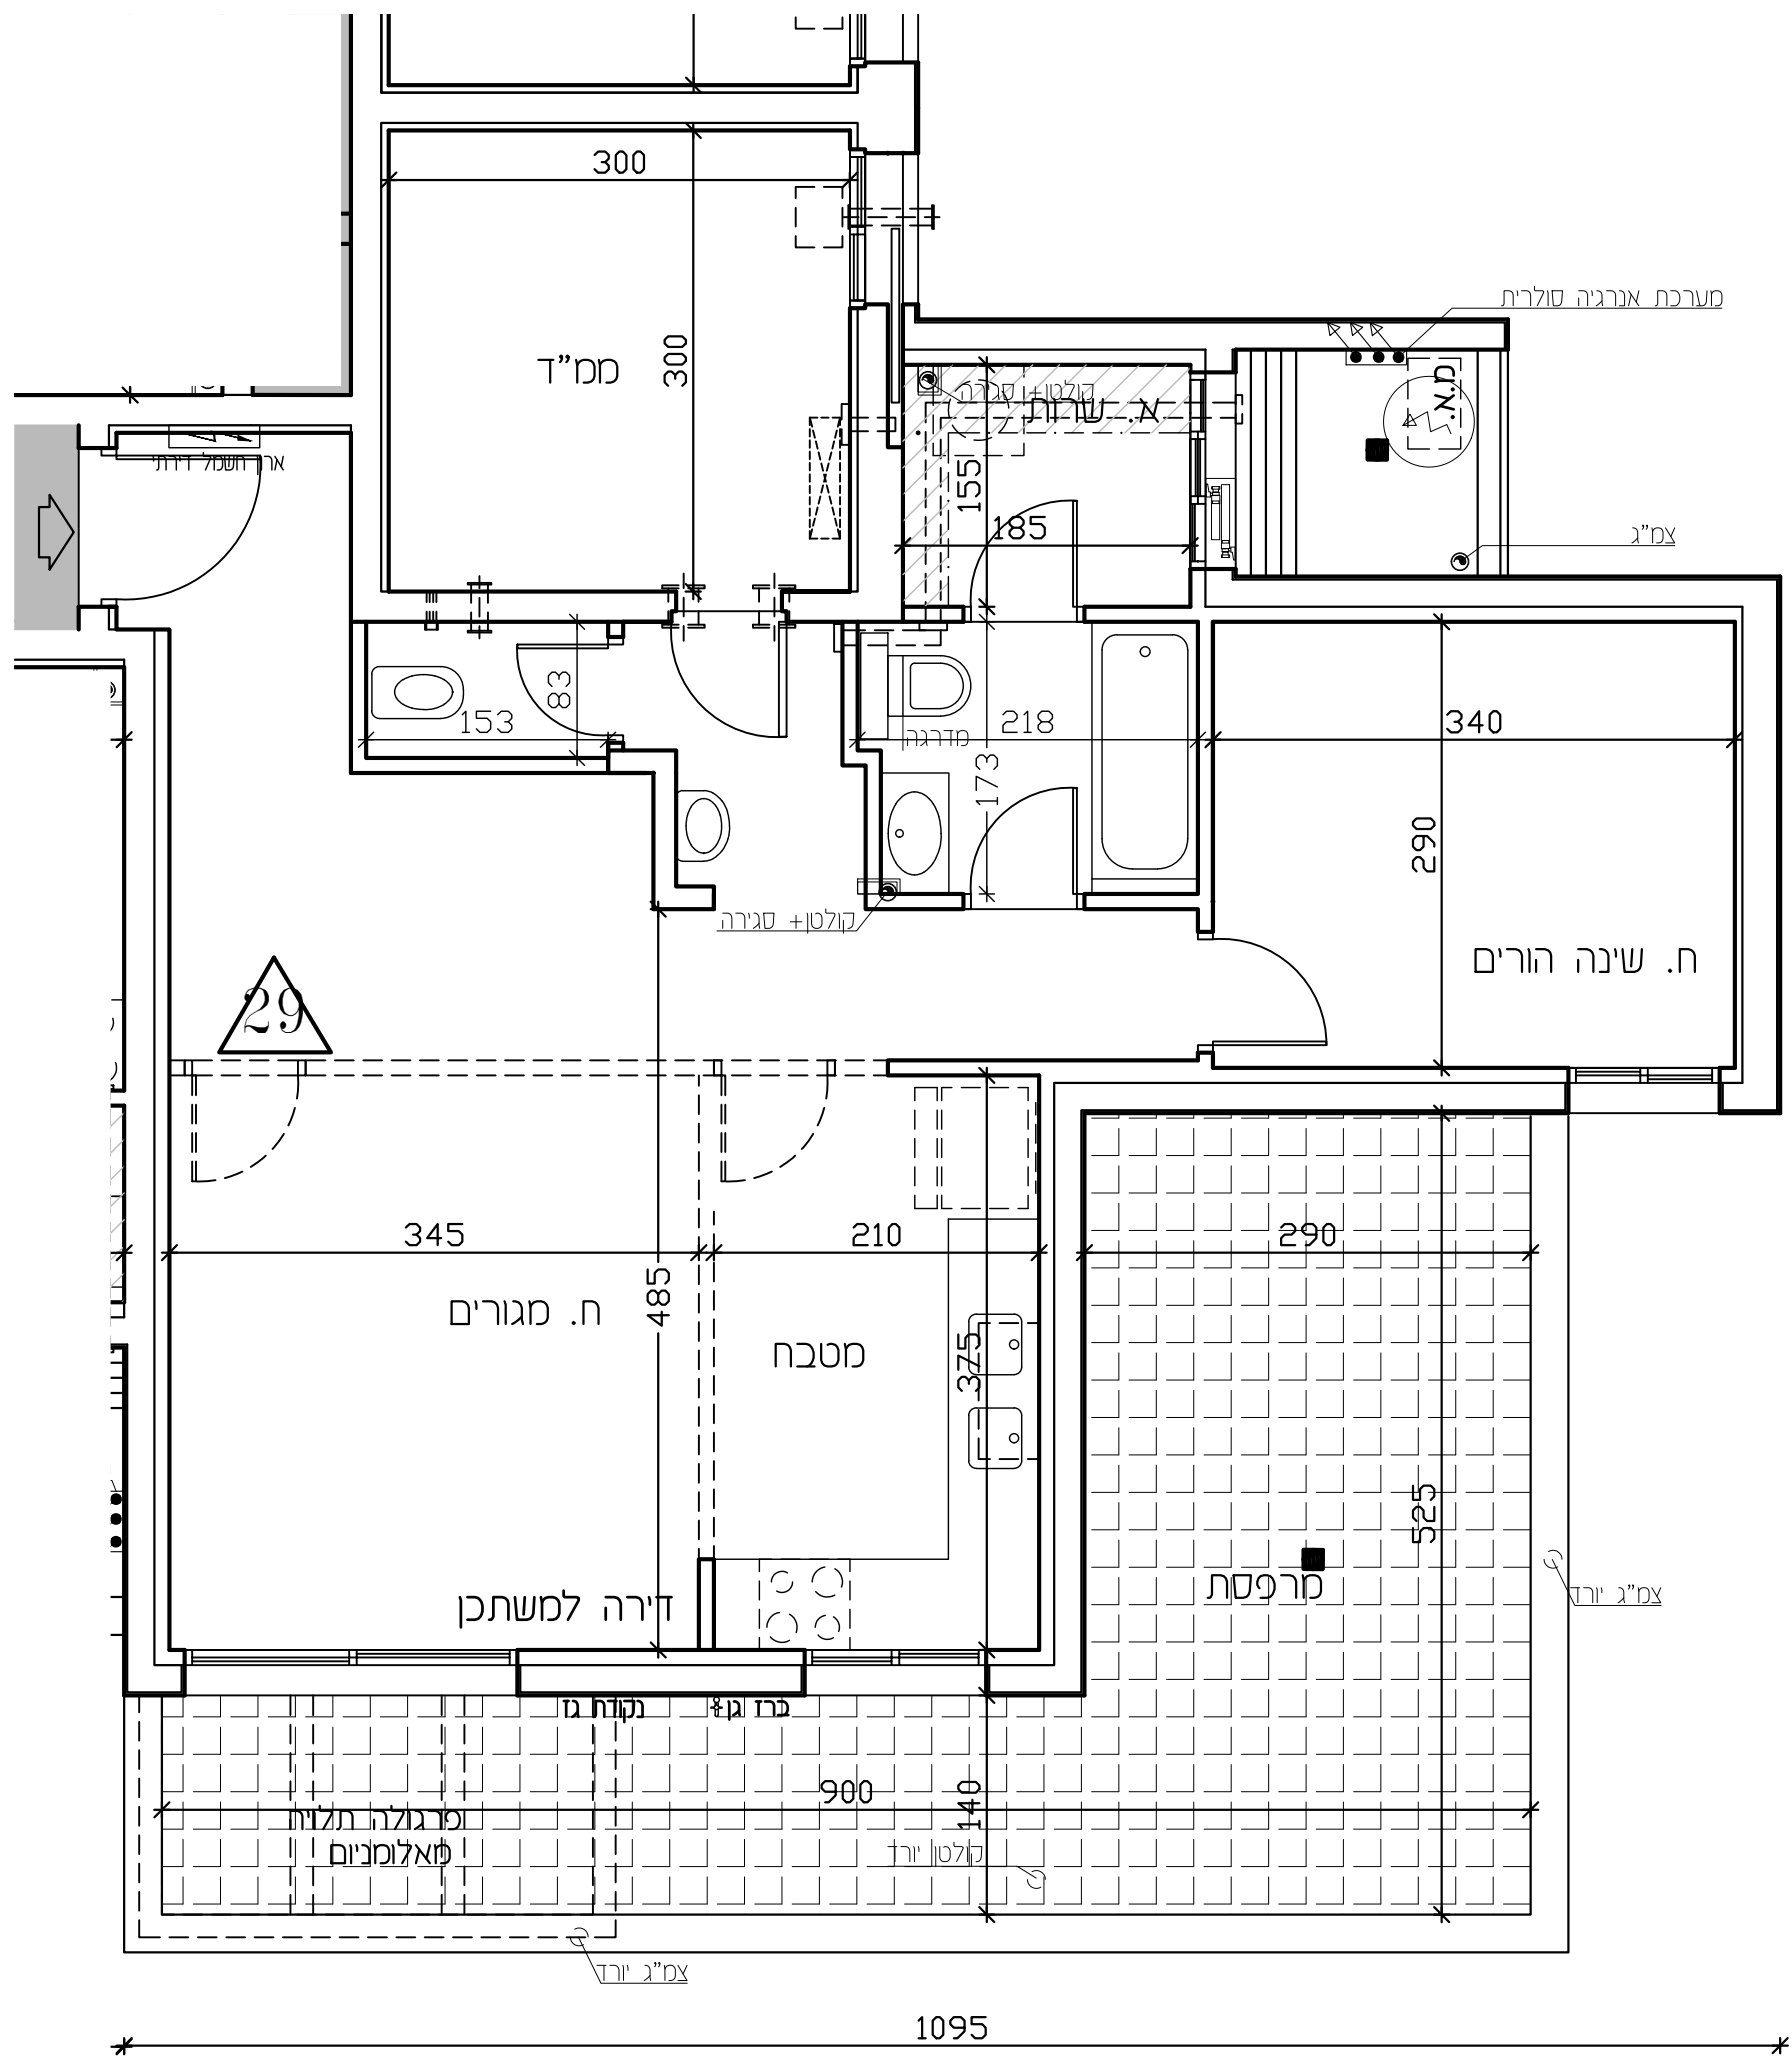 300
מערכת אנרגיה סולרית
300
ממ"ד
מ.א.
קולטן+ סגירה
א. שרות
ארון חשמל דירתי
155
185
צמ"ג
83
153
218
340
מדרגה
173
290
קולטן+ סגירה
ח. שינה הורים
29
345
210
290
485
ח. מגורים
מטבח
375
525
מרפסת
דירה למשתכן
צמ"ג יורד
נקודת גז
ברז גן
900
140
פרגולה תלויה
מאלומניום
קולטן יורד
צמ"ג יורד
1095